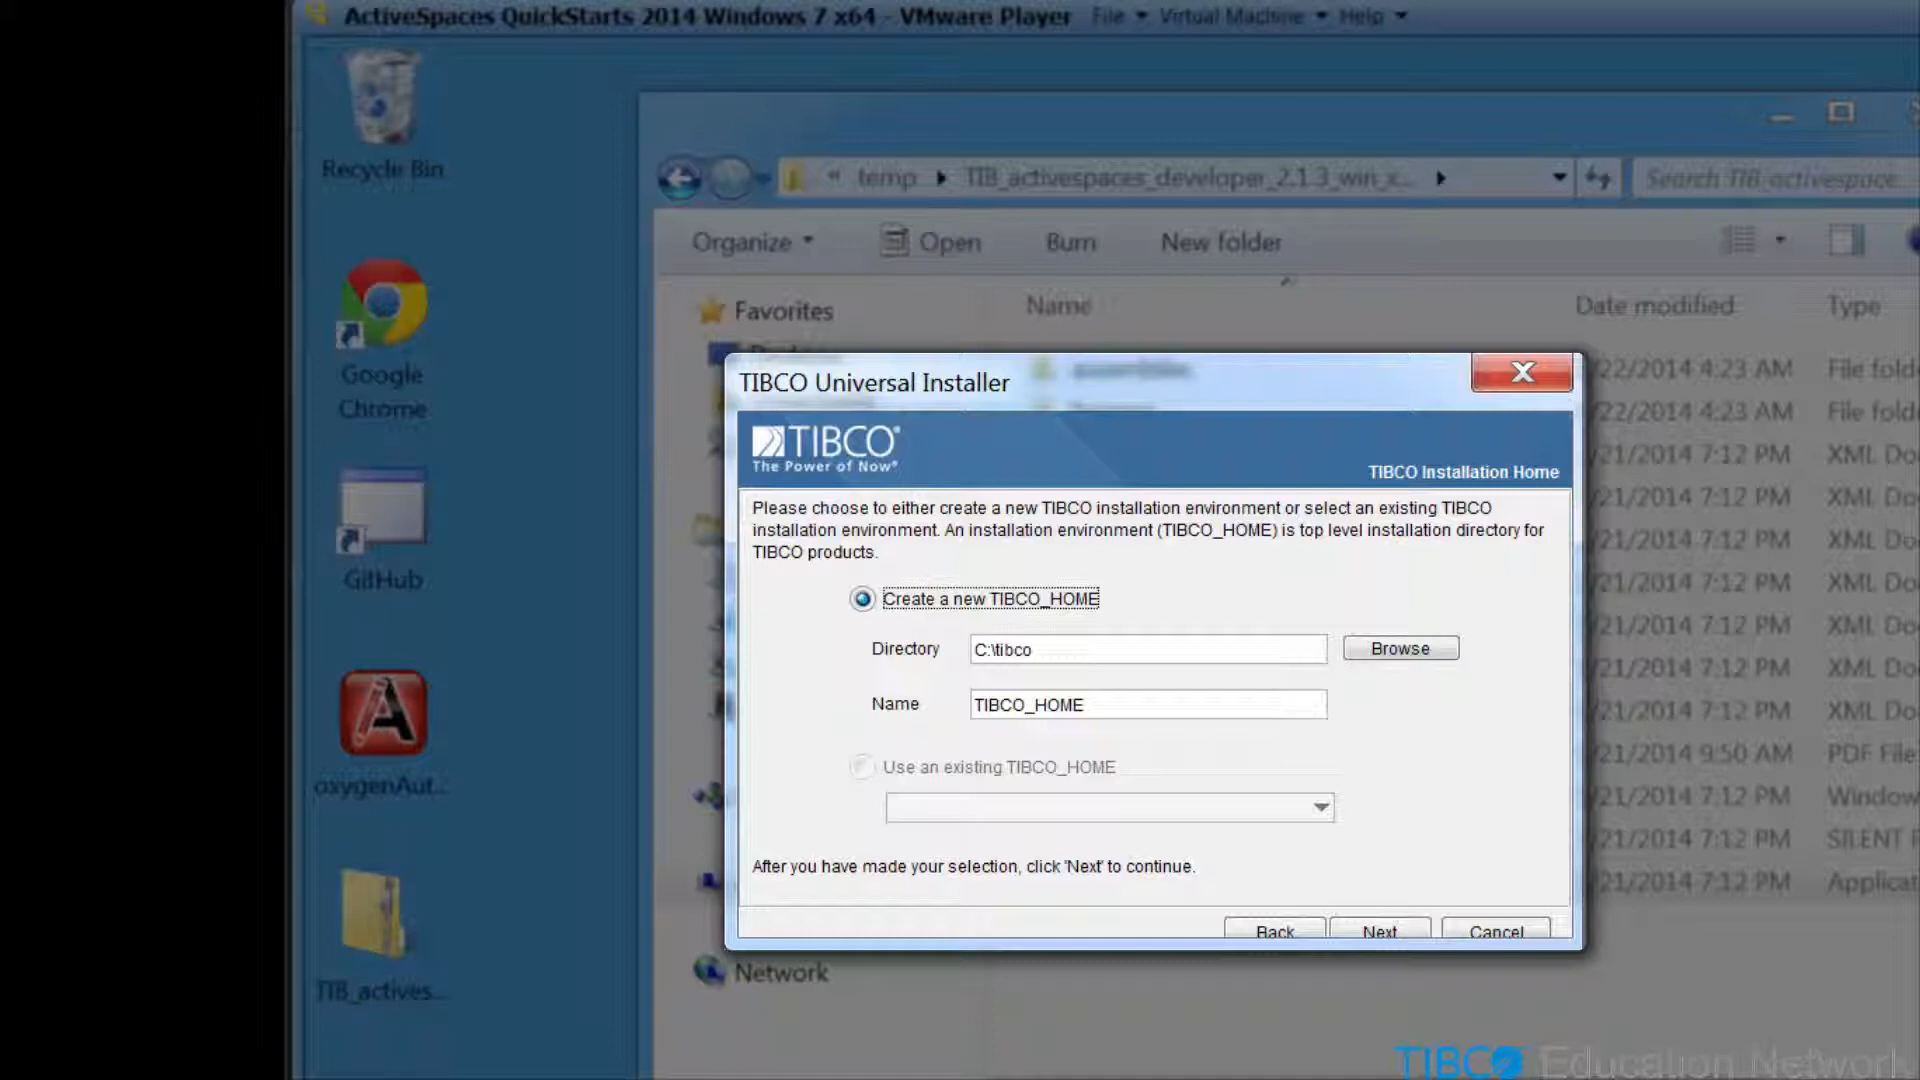 ActiveSpaces QuickStarts 2014 Windows 7 x64 - VMware Player File Virtual Machine Help
Recycle Bin
temp TIB_activespaces_developer_2.1.3_win_x... Search TIB_activespace
Organize Open Burn New folder
Favorites
Name Date modified Type
Google
Chrome
GitHub
oxygenAut...
TIB_actives...
TIBCO Universal Installer
TIBCO®
The Power of Now®
TIBCO Installation Home
Please choose to either create a new TIBCO installation environment or select an existing TIBCO
installation environment. An installation environment (TIBCO_HOME) is top level installation directory for
TIBCO products.
Create a new TIBCO_HOME
Directory C:\tibco Browse
Name TIBCO_HOME
Use an existing TIBCO_HOME
After you have made your selection, click 'Next' to continue.
Back Next Cancel
/22/2014 4:23 AM File fold
/22/2014 4:23 AM File fold
/21/2014 7:12 PM XML Do
/21/2014 7:12 PM XML Do
/21/2014 7:12 PM XML Do
/21/2014 7:12 PM XML Do
/21/2014 7:12 PM XML Do
/21/2014 7:12 PM XML Do
/21/2014 7:12 PM XML Do
/21/2014 9:50 AM PDF File
/21/2014 7:12 PM Window
/21/2014 7:12 PM SILENT F
/21/2014 7:12 PM Applicat
Network
TIBCO Education Network